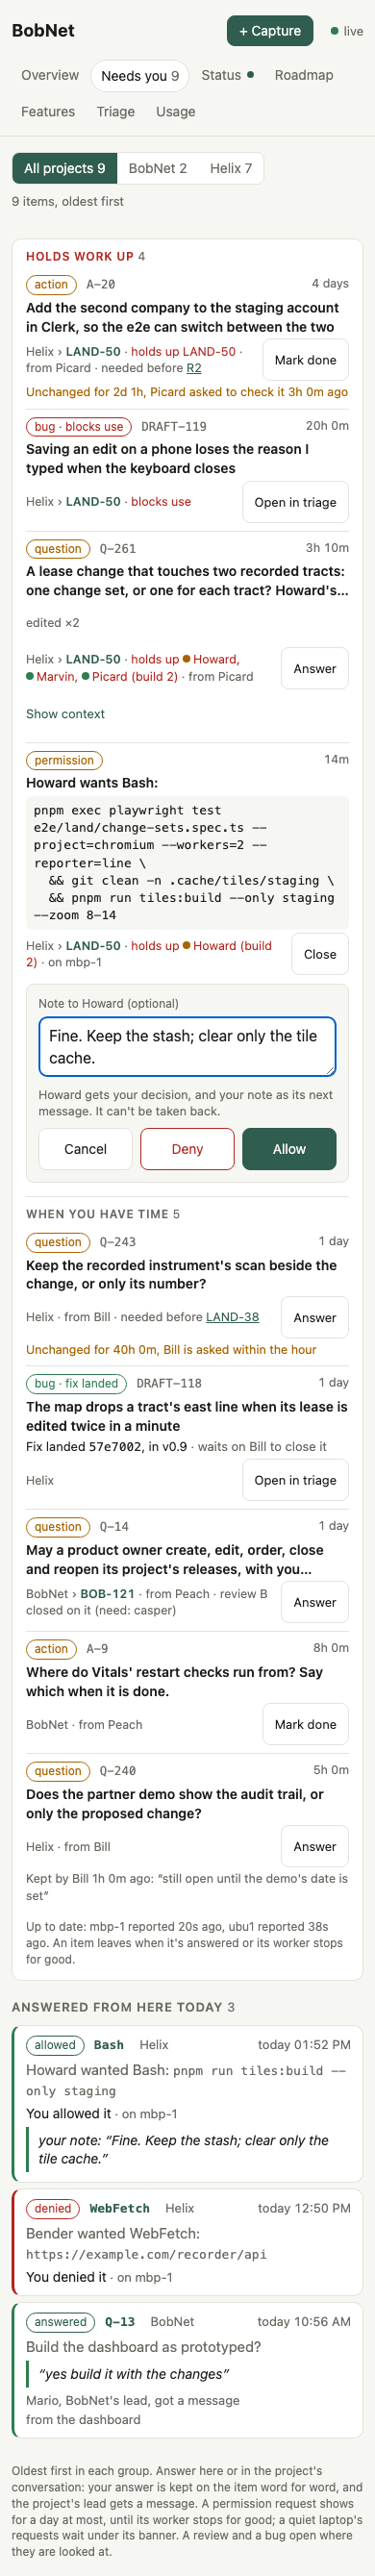 BobNet
+ Capture
live
Overview
Needs you 9
Status
Roadmap
Features
Triage
Usage
All projects 9
BobNet 2
Helix 7
9 items, oldest first
HOLDS WORK UP 4
action A-20 4 days
Add the second company to the staging account
in Clerk, so the e2e can switch between the two
Helix › LAND-50 · holds up LAND-50 ·
from Picard · needed before R2
Mark done
Unchanged for 2d 1h, Picard asked to check it 3h 0m ago
bug · blocks use DRAFT-119 20h 0m
Saving an edit on a phone loses the reason I
typed when the keyboard closes
Helix › LAND-50 · blocks use
Open in triage
question Q-261 3h 10m
A lease change that touches two recorded tracts:
one change set, or one for each tract? Howard's...
edited ×2
Helix › LAND-50 · holds up Howard,
Marvin, Picard (build 2) · from Picard
Answer
Show context
permission 14m
Howard wants Bash:
pnpm exec playwright test
e2e/land/change-sets.spec.ts --
project=chromium --workers=2 --
reporter=line \
&& git clean -n .cache/tiles/staging \
&& pnpm run tiles:build --only staging
--zoom 8-14
Helix › LAND-50 · holds up Howard (build
2) · on mbp-1
Close
Note to Howard (optional)
Fine. Keep the stash; clear only the tile
cache.
Howard gets your decision, and your note as its next
message. It can't be taken back.
Cancel
Deny
Allow
WHEN YOU HAVE TIME 5
question Q-243 1 day
Keep the recorded instrument's scan beside the
change, or only its number?
Helix · from Bill · needed before LAND-38
Answer
Unchanged for 40h 0m, Bill is asked within the hour
bug · fix landed DRAFT-118 1 day
The map drops a tract's east line when its lease is
edited twice in a minute
Fix landed 57e7002, in v0.9 · waits on Bill to close it
Helix
Open in triage
question Q-14 1 day
May a product owner create, edit, order, close
and reopen its project's releases, with you...
BobNet › BOB-121 · from Peach · review B
closed on it (need: casper)
Answer
action A-9 8h 0m
Where do Vitals' restart checks run from? Say
which when it is done.
BobNet · from Peach
Mark done
question Q-240 5h 0m
Does the partner demo show the audit trail, or
only the proposed change?
Helix · from Bill
Answer
Kept by Bill 1h 0m ago: "still open until the demo's date is
set"
Up to date: mbp-1 reported 20s ago, ubu1 reported 38s
ago. An item leaves when it's answered or its worker stops
for good.
ANSWERED FROM HERE TODAY 3
allowed Bash Helix today 01:52 PM
Howard wanted Bash: pnpm run tiles:build --
only staging
You allowed it · on mbp-1
your note: “Fine. Keep the stash; clear only the
tile cache.”
denied WebFetch Helix today 12:50 PM
Bender wanted WebFetch:
https://example.com/recorder/api
You denied it · on mbp-1
answered Q-13 BobNet today 10:56 AM
Build the dashboard as prototyped?
“yes build it with the changes”
Mario, BobNet's lead, got a message
from the dashboard
Oldest first in each group. Answer here or in the project's
conversation: your answer is kept on the item word for word, and
the project's lead gets a message. A permission request shows
for a day at most, until its worker stops for good; a quiet laptop's
requests wait under its banner. A review and a bug open where
they are looked at.